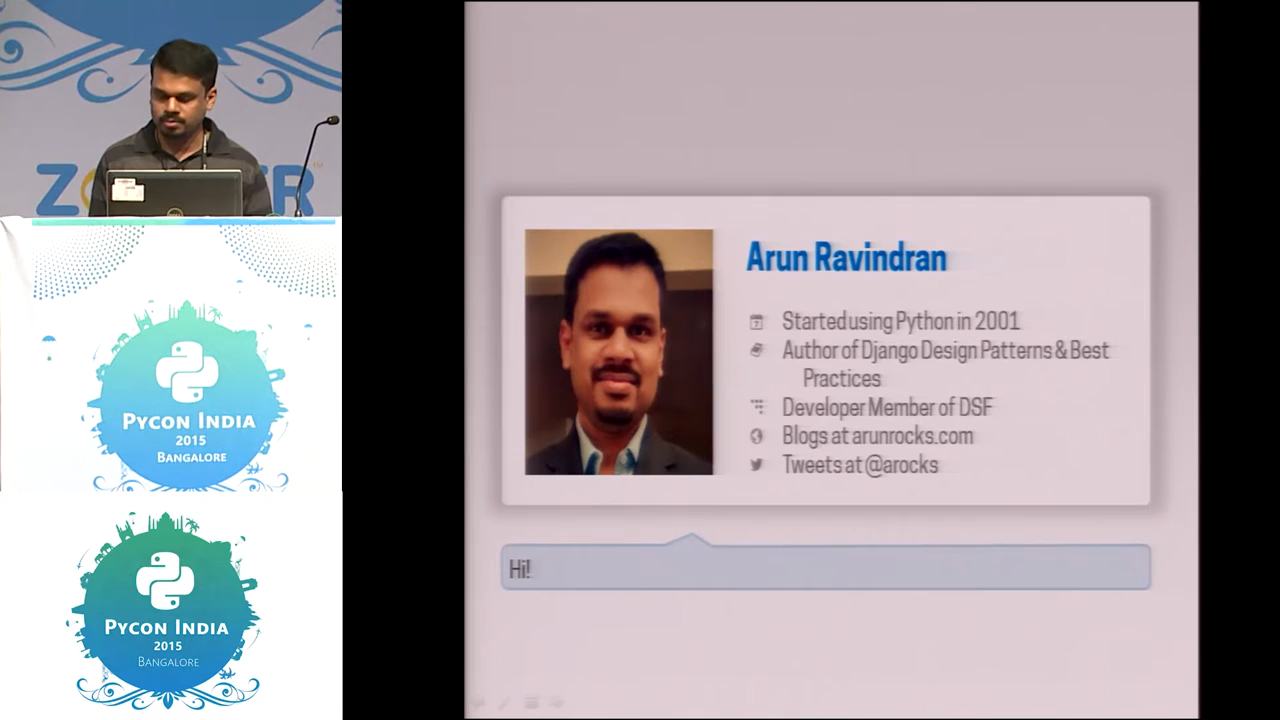 Z
R
TM
PYCON INDIA
2015
BANGALORE
PYCON INDIA
2015
BANGALORE
Arun Ravindran
Started using Python in 2001
Author of Django Design Patterns & Best
Practices
Developer Member of DSF
Blogs at arunrocks.com
Tweets at @arocks
Hi!